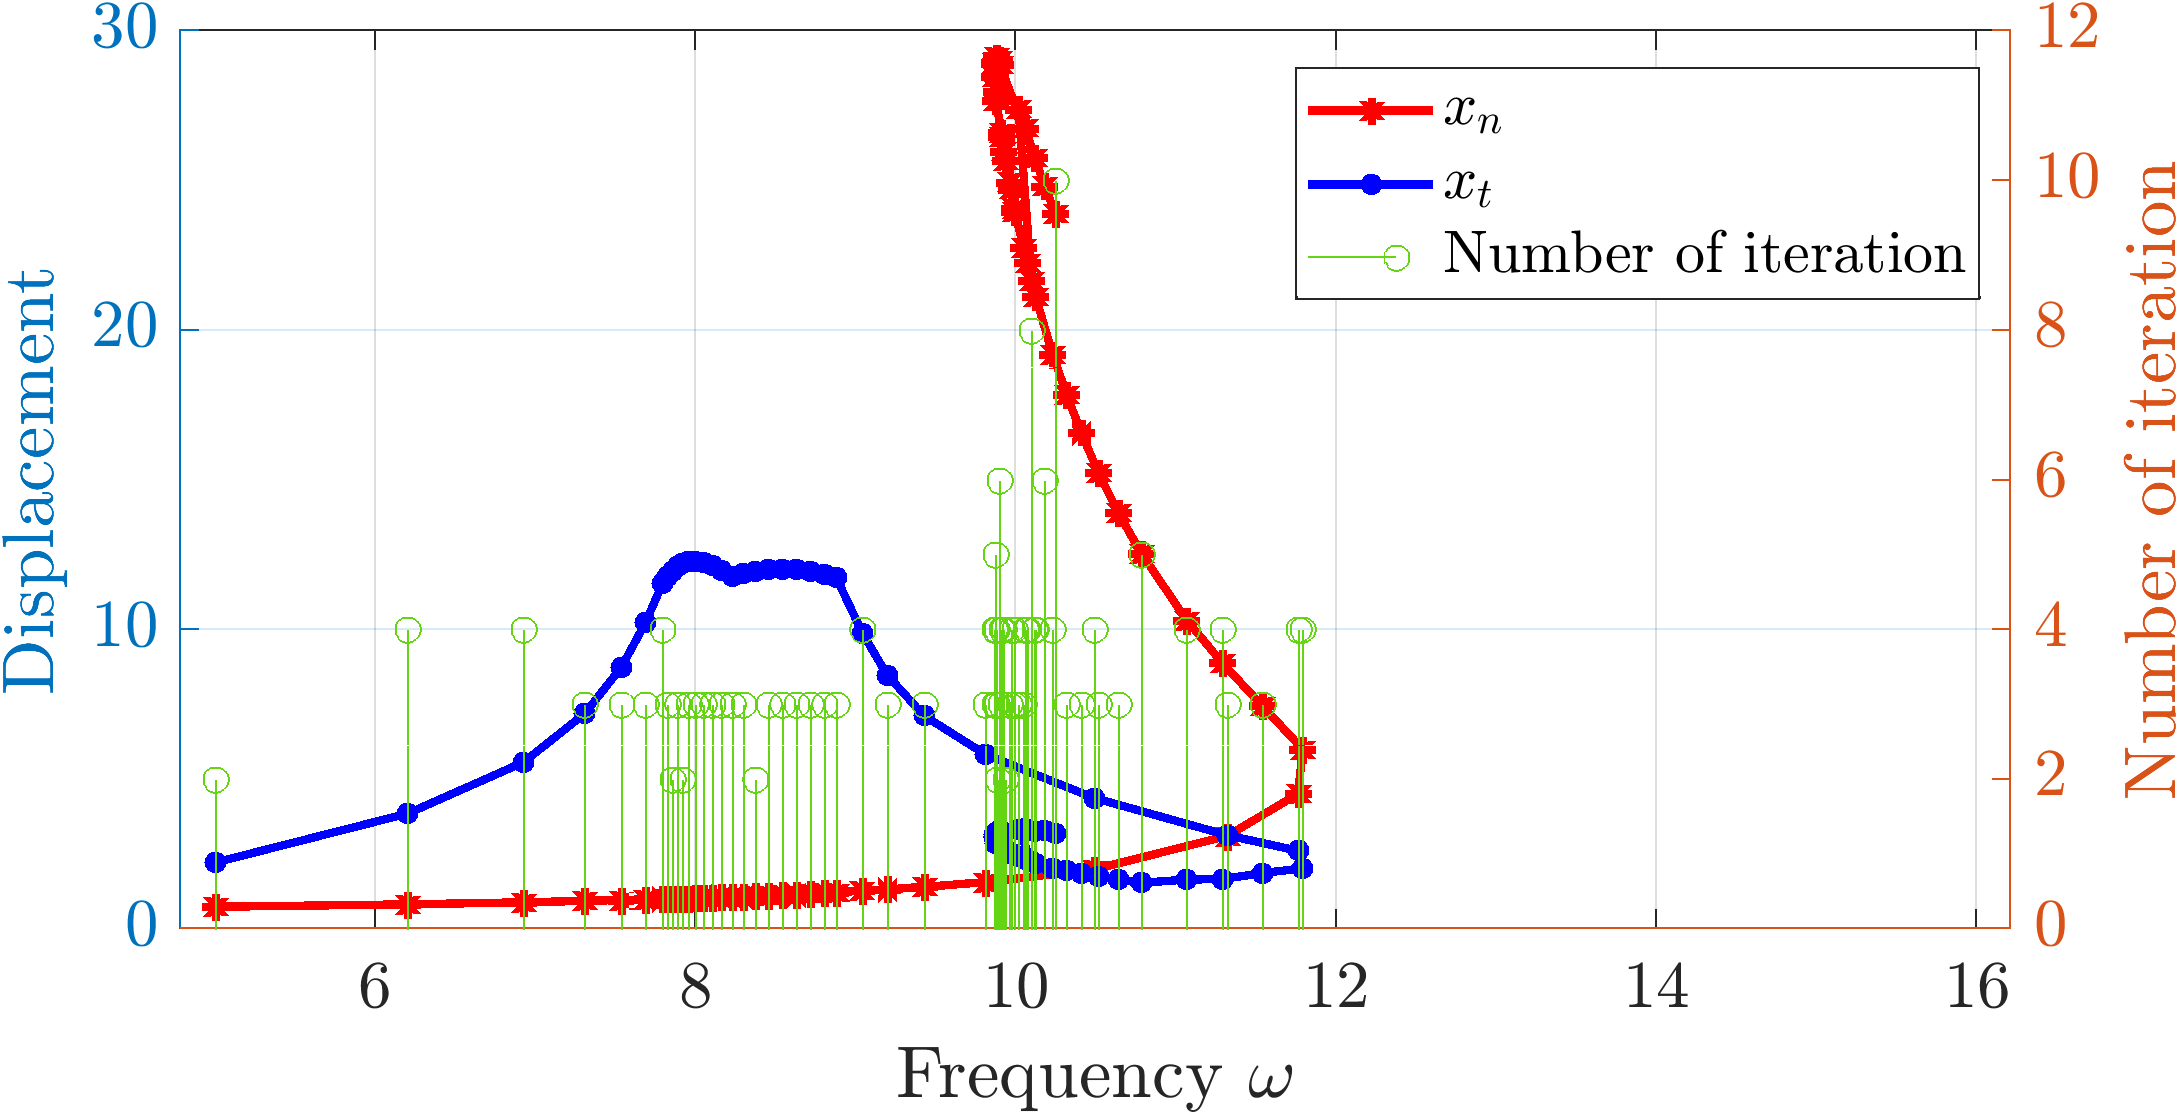 30
20
10
0
Displacement
12
10
8
6
4
2
0
Number of iteration
x_n
x_t
Number of iteration
6 8 10 12 14 16
Frequency ω